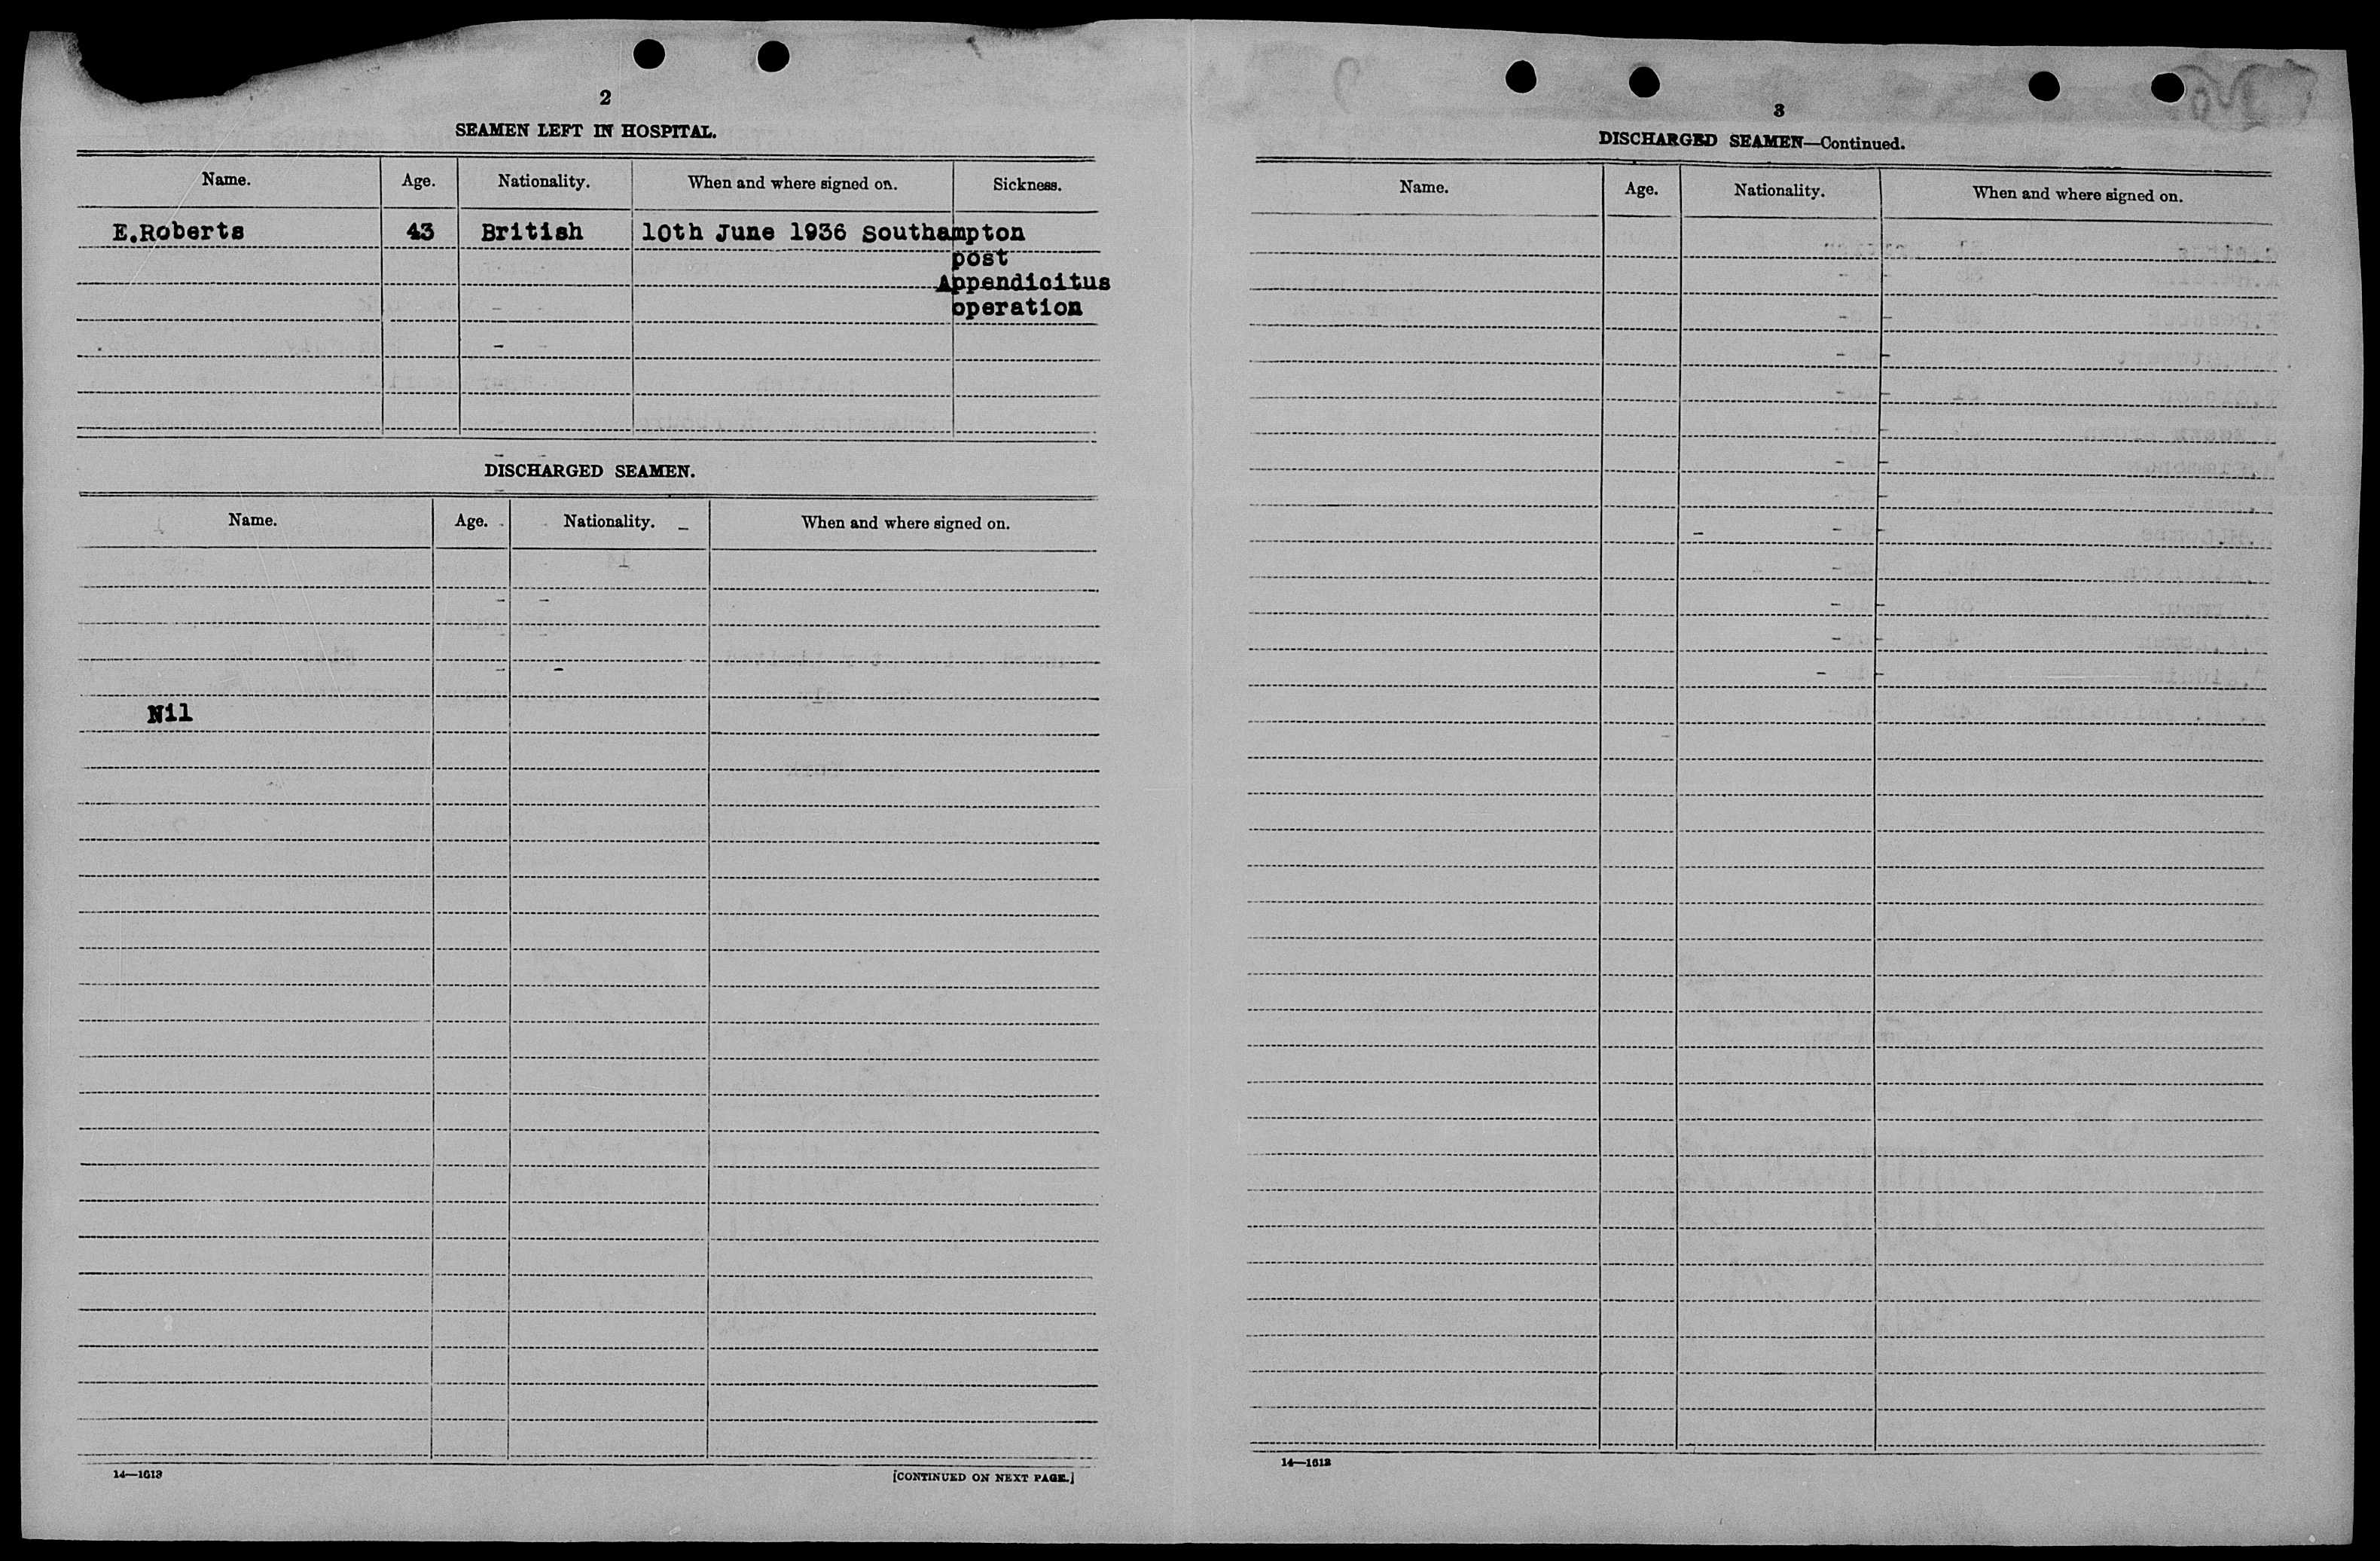 2
SEAMEN LEFT IN HOSPITAL.
Name. Age. Nationality. When and where signed on. Sickness.
E.Roberts 43 British 10th June 1936 Southampton
post
Appendicitus
operation
DISCHARGED SEAMEN.
Name. Age. Nationality. When and where signed on.
Nil
14—1613
[CONTINUED ON NEXT PAGE.]
3
DISCHARGED SEAMEN—Continued.
Name. Age. Nationality. When and where signed on.
14—1613